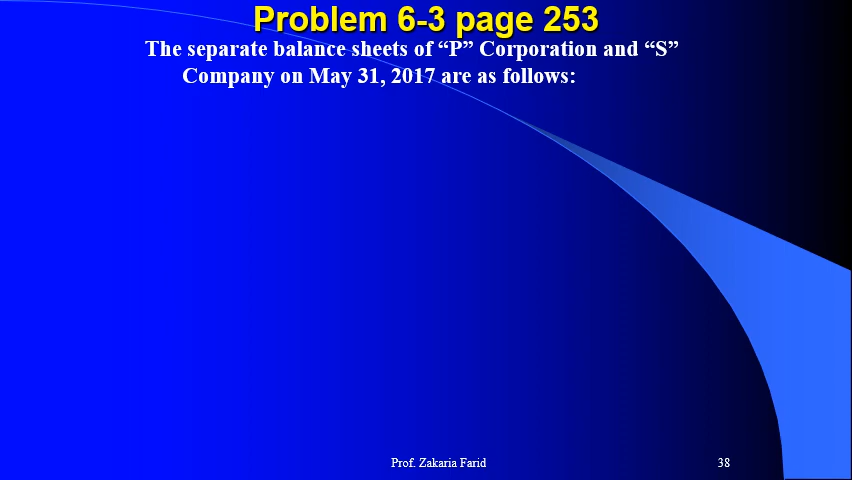 Problem 6-3 page 253
The separate balance sheets of “P” Corporation and “S”
Company on May 31, 2017 are as follows:
Prof. Zakaria Farid
38